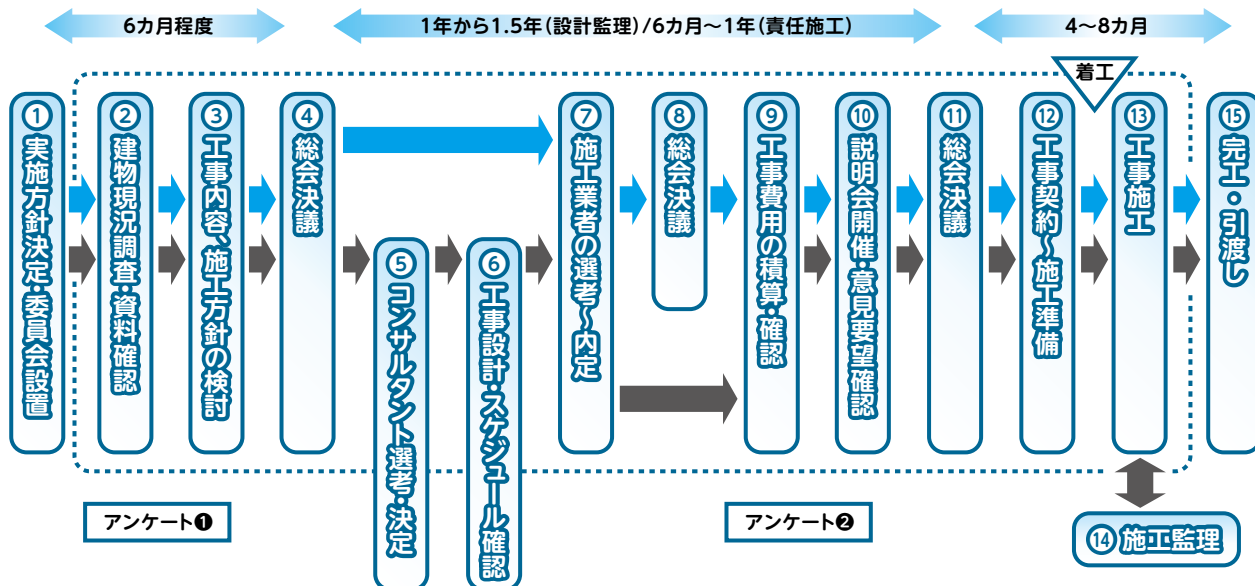 6カ月程度
1年から1.5年(設計監理)/6カ月〜1年(責任施工)
4〜8カ月
着工
①実施方針決定・委員会設置
②建物現況調査・資料確認
③工事内容、施工方針の検討
④総会決議
⑤コンサルタント選考・決定
⑥工事設計・スケジュール確認
⑦施工業者の選考〜内定
⑧総会決議
⑨工事費用の積算・確認
⑩説明会開催・意見要望確認
⑪総会決議
⑫工事契約〜施工準備
⑬工事施工
⑮完工・引渡し
アンケート❶
アンケート❷
⑭施工監理